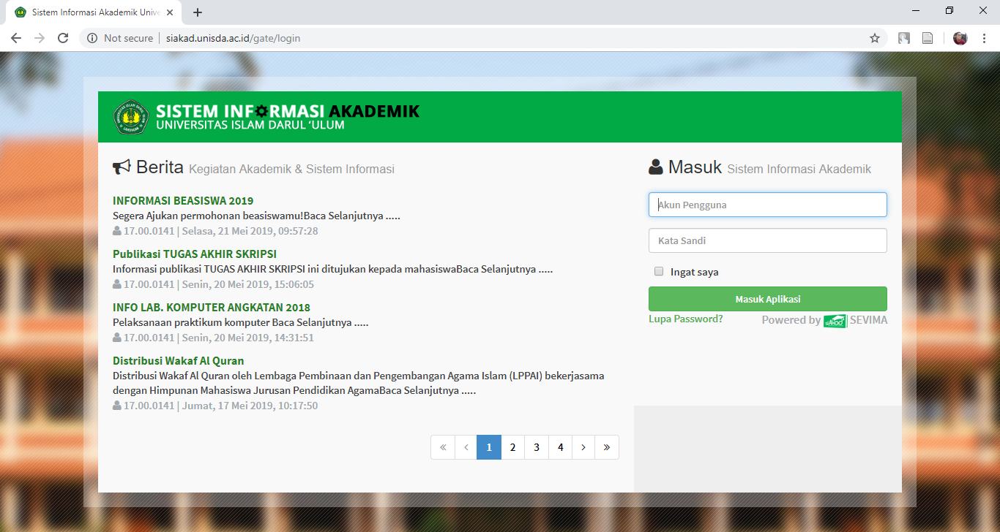 Sistem Informasi Akademik Unive
Not secure
siakad.unisda.ac.id/gate/login
SISTEM INFORMASI AKADEMIK
UNIVERSITAS ISLAM DARUL 'ULUM
Berita Kegiatan Akademik & Sistem Informasi
INFORMASI BEASISWA 2019
Segera Ajukan permohonan beasiswamu!Baca Selanjutnya .....
17.00.0141 | Selasa, 21 Mei 2019, 09:57:28
Publikasi TUGAS AKHIR SKRIPSI
Informasi publikasi TUGAS AKHIR SKRIPSI ini ditujukan kepada mahasiswaBaca Selanjutnya .....
17.00.0141 | Senin, 20 Mei 2019, 15:06:05
INFO LAB. KOMPUTER ANGKATAN 2018
Pelaksanaan praktikum komputer Baca Selanjutnya .....
17.00.0141 | Senin, 20 Mei 2019, 14:31:51
Distribusi Wakaf Al Quran
Distribusi Wakaf Al Quran oleh Lembaga Pembinaan dan Pengembangan Agama Islam (LPPAI) bekerjasama
dengan Himpunan Mahasiswa Jurusan Pendidikan AgamaBaca Selanjutnya .....
17.00.0141 | Jumat, 17 Mei 2019, 10:17:50
« ‹ 1 2 3 4 › »
Masuk Sistem Informasi Akademik
Akun Pengguna
Kata Sandi
Ingat saya
Masuk Aplikasi
Lupa Password?
Powered by siAkad SEVIMA